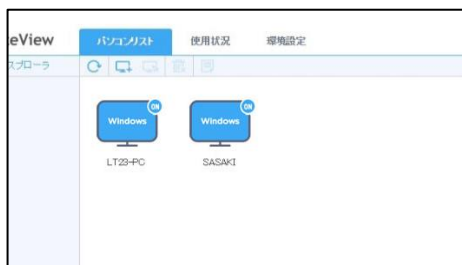 eView
パソコンリスト 使用状況 環境設定
スプローラ
ON ON
Windows Windows
LT23-PC SASAKI